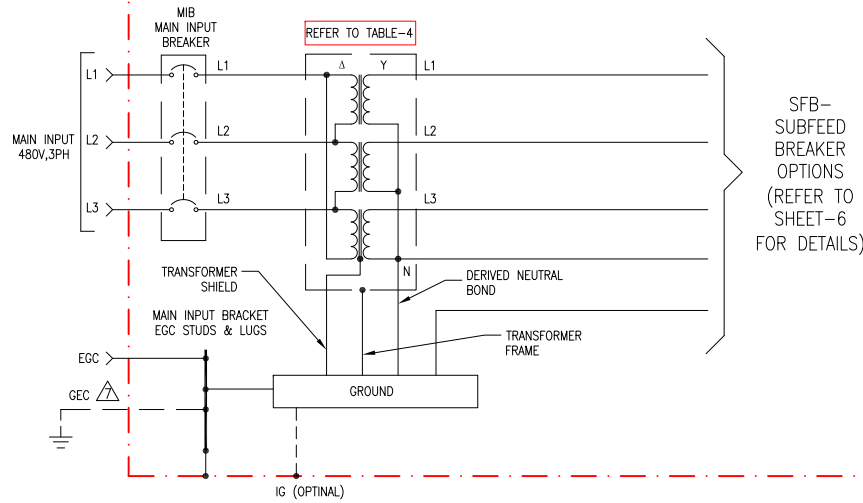 MIB
MAIN INPUT
BREAKER
REFER TO TABLE-4
Δ Y
L1 L1 L1
MAIN INPUT
480V,3PH
L2 L2 L2
L3 L3 L3
N
SFB-
SUBFEED
BREAKER
OPTIONS
(REFER TO
SHEET-6
FOR DETAILS)
TRANSFORMER
SHIELD
DERIVED NEUTRAL
BOND
MAIN INPUT BRACKET
EGC STUDS & LUGS
TRANSFORMER
FRAME
EGC
GEC 7
GROUND
IG (OPTINAL)